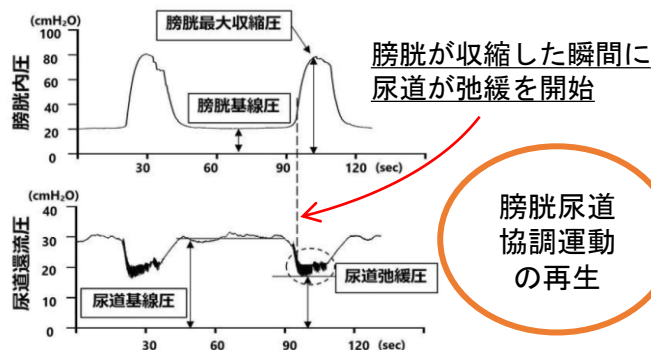 (cmH2O)
100
80
60
40
20
0
膀胱内圧
膀胱最大収縮圧
膀胱基線圧
30
60
90
120
(sec)
膀胱が収縮した瞬間に
尿道が弛緩を開始
(cmH2O)
40
30
20
10
0
尿道還流圧
尿道基線圧
尿道弛緩圧
30
60
90
120
(sec)
膀胱尿道
協調運動
の再生